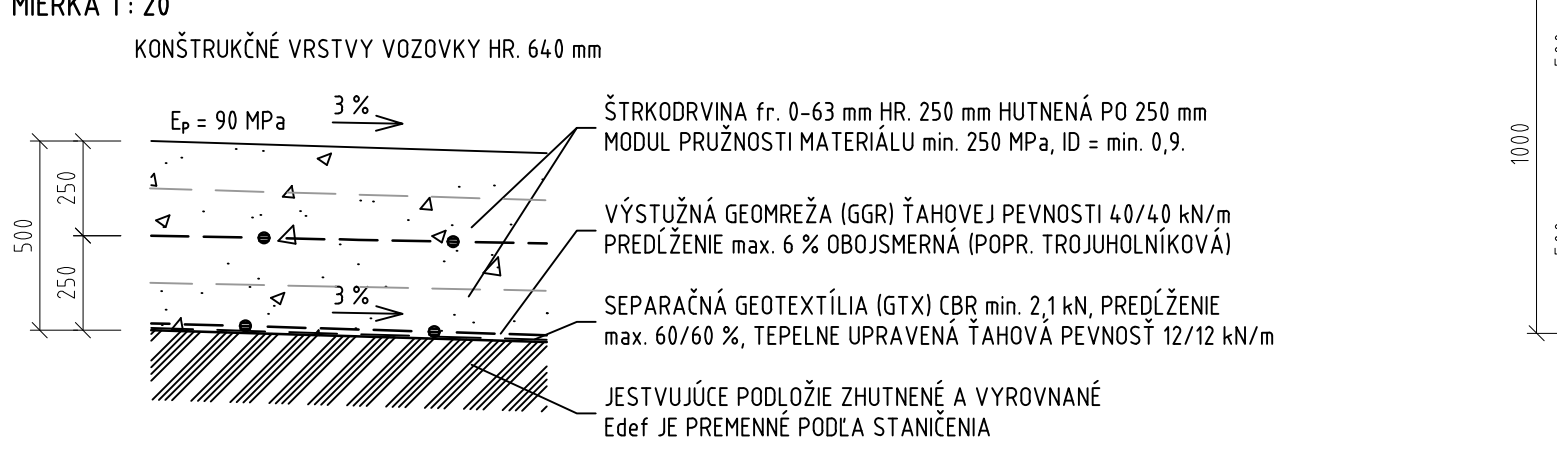 MIERKA 1: 20
KONŠTRUKČNÉ VRSTVY VOZOVKY HR. 640 mm
Eₚ = 90 MPa
3 %
ŠTRKODRVINA fr. 0-63 mm HR. 250 mm HUTNENÁ PO 250 mm
MODUL PRUŽNOSTI MATERIÁLU min. 250 MPa, ID = min. 0,9.
500
250
250
1000
VÝSTUŽNÁ GEOMREŽA (GGR) ŤAHOVEJ PEVNOSTI 40/40 kN/m
PREDĹŽENIE max. 6 % OBOJSMERNÁ (POPR. TROJUHOLNÍKOVÁ)
3 %
SEPARAČNÁ GEOTEXTÍLIA (GTX) CBR min. 2,1 kN, PREDĹŽENIE
max. 60/60 %, TEPELNE UPRAVENÁ ŤAHOVÁ PEVNOSŤ 12/12 kN/m
JESTVUJÚCE PODLOŽIE ZHUTNENÉ A VYROVNANÉ
Edef JE PREMENNÉ PODĽA STANIČENIA